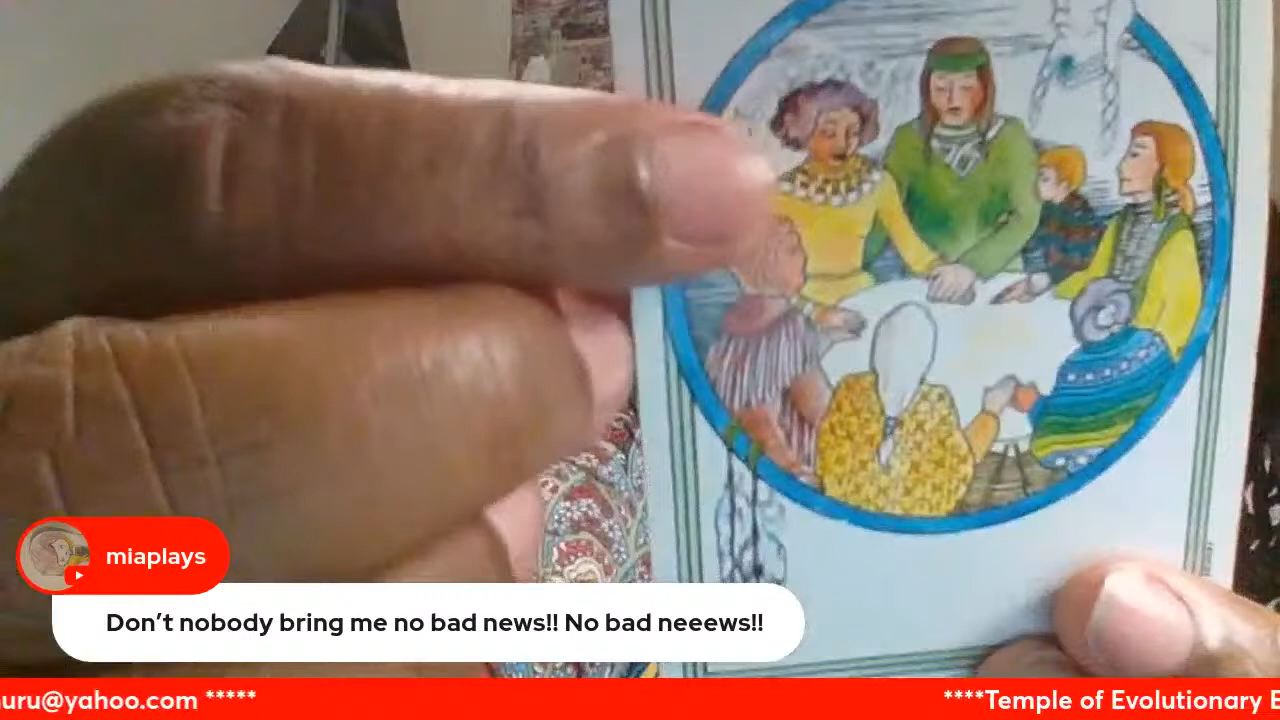 miaplays
Don’t nobody bring me no bad news!! No bad neeews!!
uru@yahoo.com ***** ****Temple of Evolutionary